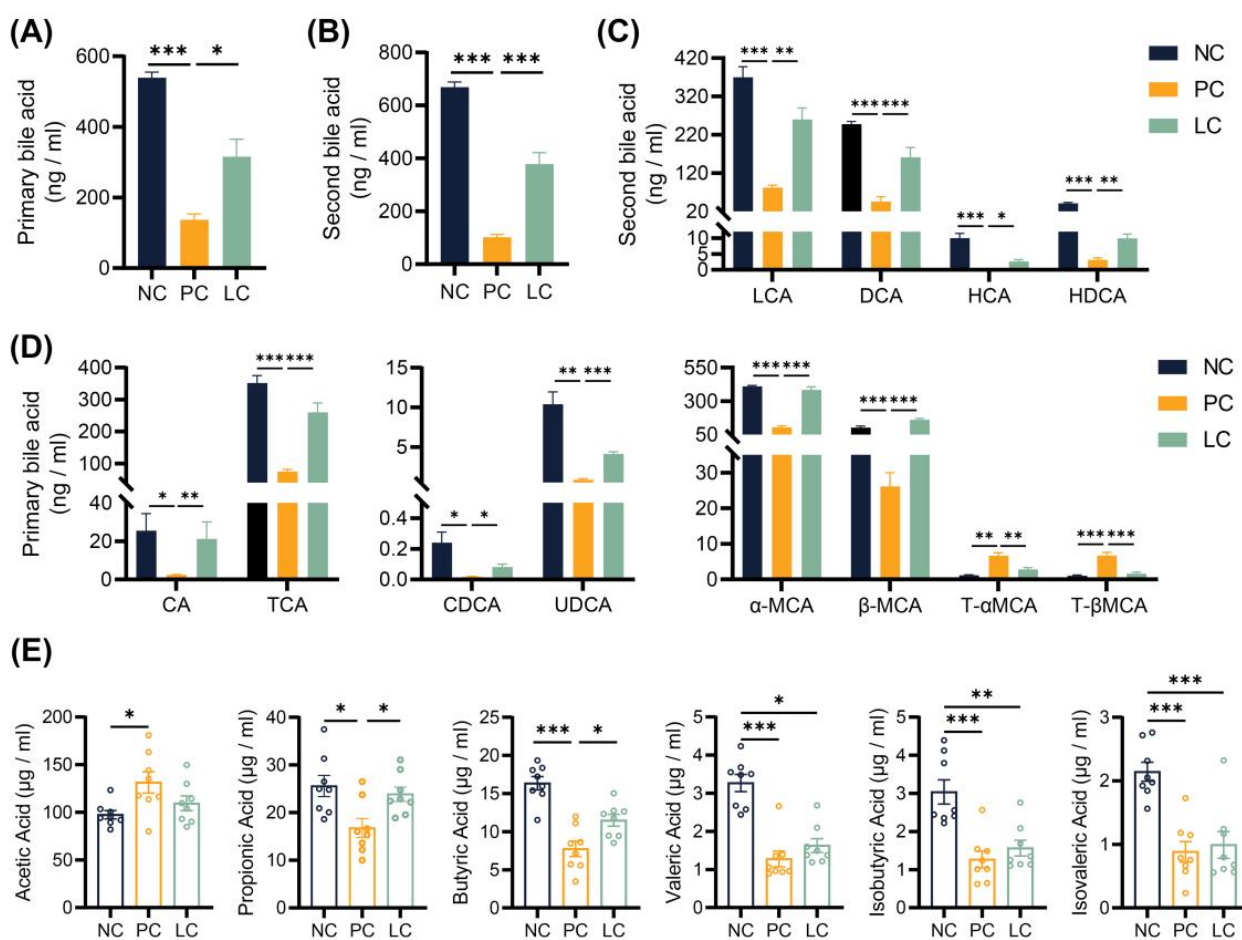 (A)
Primary bile acid
(ng / ml)
600
400
200
0
*** *
NC PC LC
(B)
Second bile acid
(ng / ml)
800
600
400
200
0
*** ***
NC PC LC
(C)
Second bile acid
(ng / ml)
420
320
220
120
20
10
5
0
*** **
*** ***
*** *
*** **
LCA DCA HCA HDCA
NC
PC
LC
(D)
Primary bile acid
(ng / ml)
400
300
200
100
40
20
0
* **
*** ***
CA TCA
15
10
5
0.4
0.2
0.0
* *
** ***
CDCA UDCA
550
300
50
30
20
10
0
*** ***
*** ***
** **
*** ***
α-MCA β-MCA T-αMCA T-βMCA
NC
PC
LC
(E)
Acetic Acid (µg / ml)
200
150
100
50
0
*
NC PC LC
Propionic Acid (µg / ml)
40
30
20
10
0
* *
NC PC LC
Butyric Acid (µg / ml)
25
20
15
10
5
0
*** *
NC PC LC
Valeric Acid (µg / ml)
5
4
3
2
1
0
*
***
NC PC LC
Isobutyric Acid (µg / ml)
5
4
3
2
1
0
**
***
NC PC LC
Isovaleric Acid (µg / ml)
3
2
1
0
***
***
NC PC LC